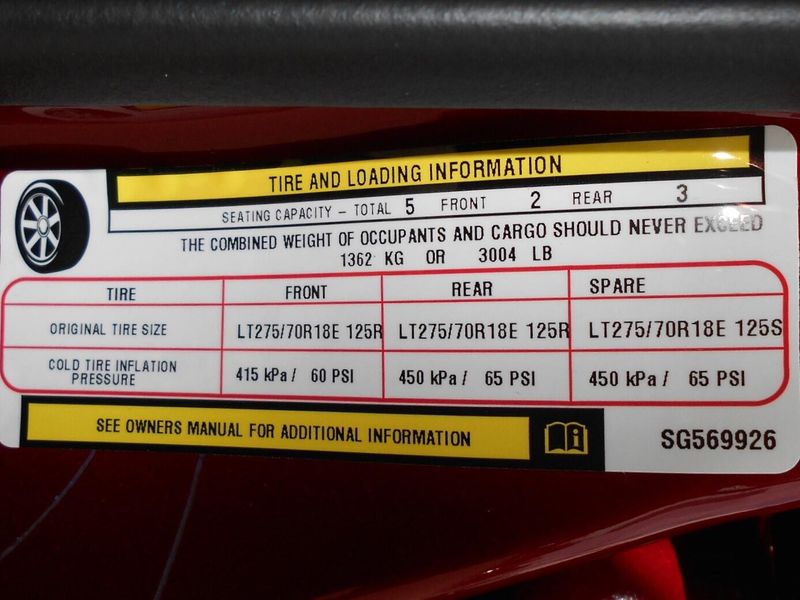 TIRE AND LOADING INFORMATION
SEATING CAPACITY - TOTAL 5 FRONT 2 REAR 3
THE COMBINED WEIGHT OF OCCUPANTS AND CARGO SHOULD NEVER EXCEED
1362 KG OR 3004 LB
TIRE FRONT REAR SPARE
ORIGINAL TIRE SIZE LT275/70R18E 125R LT275/70R18E 125R LT275/70R18E 125S
COLD TIRE INFLATION
PRESSURE 415 kPa / 60 PSI 450 kPa / 65 PSI 450 kPa / 65 PSI
SEE OWNERS MANUAL FOR ADDITIONAL INFORMATION
SG569926